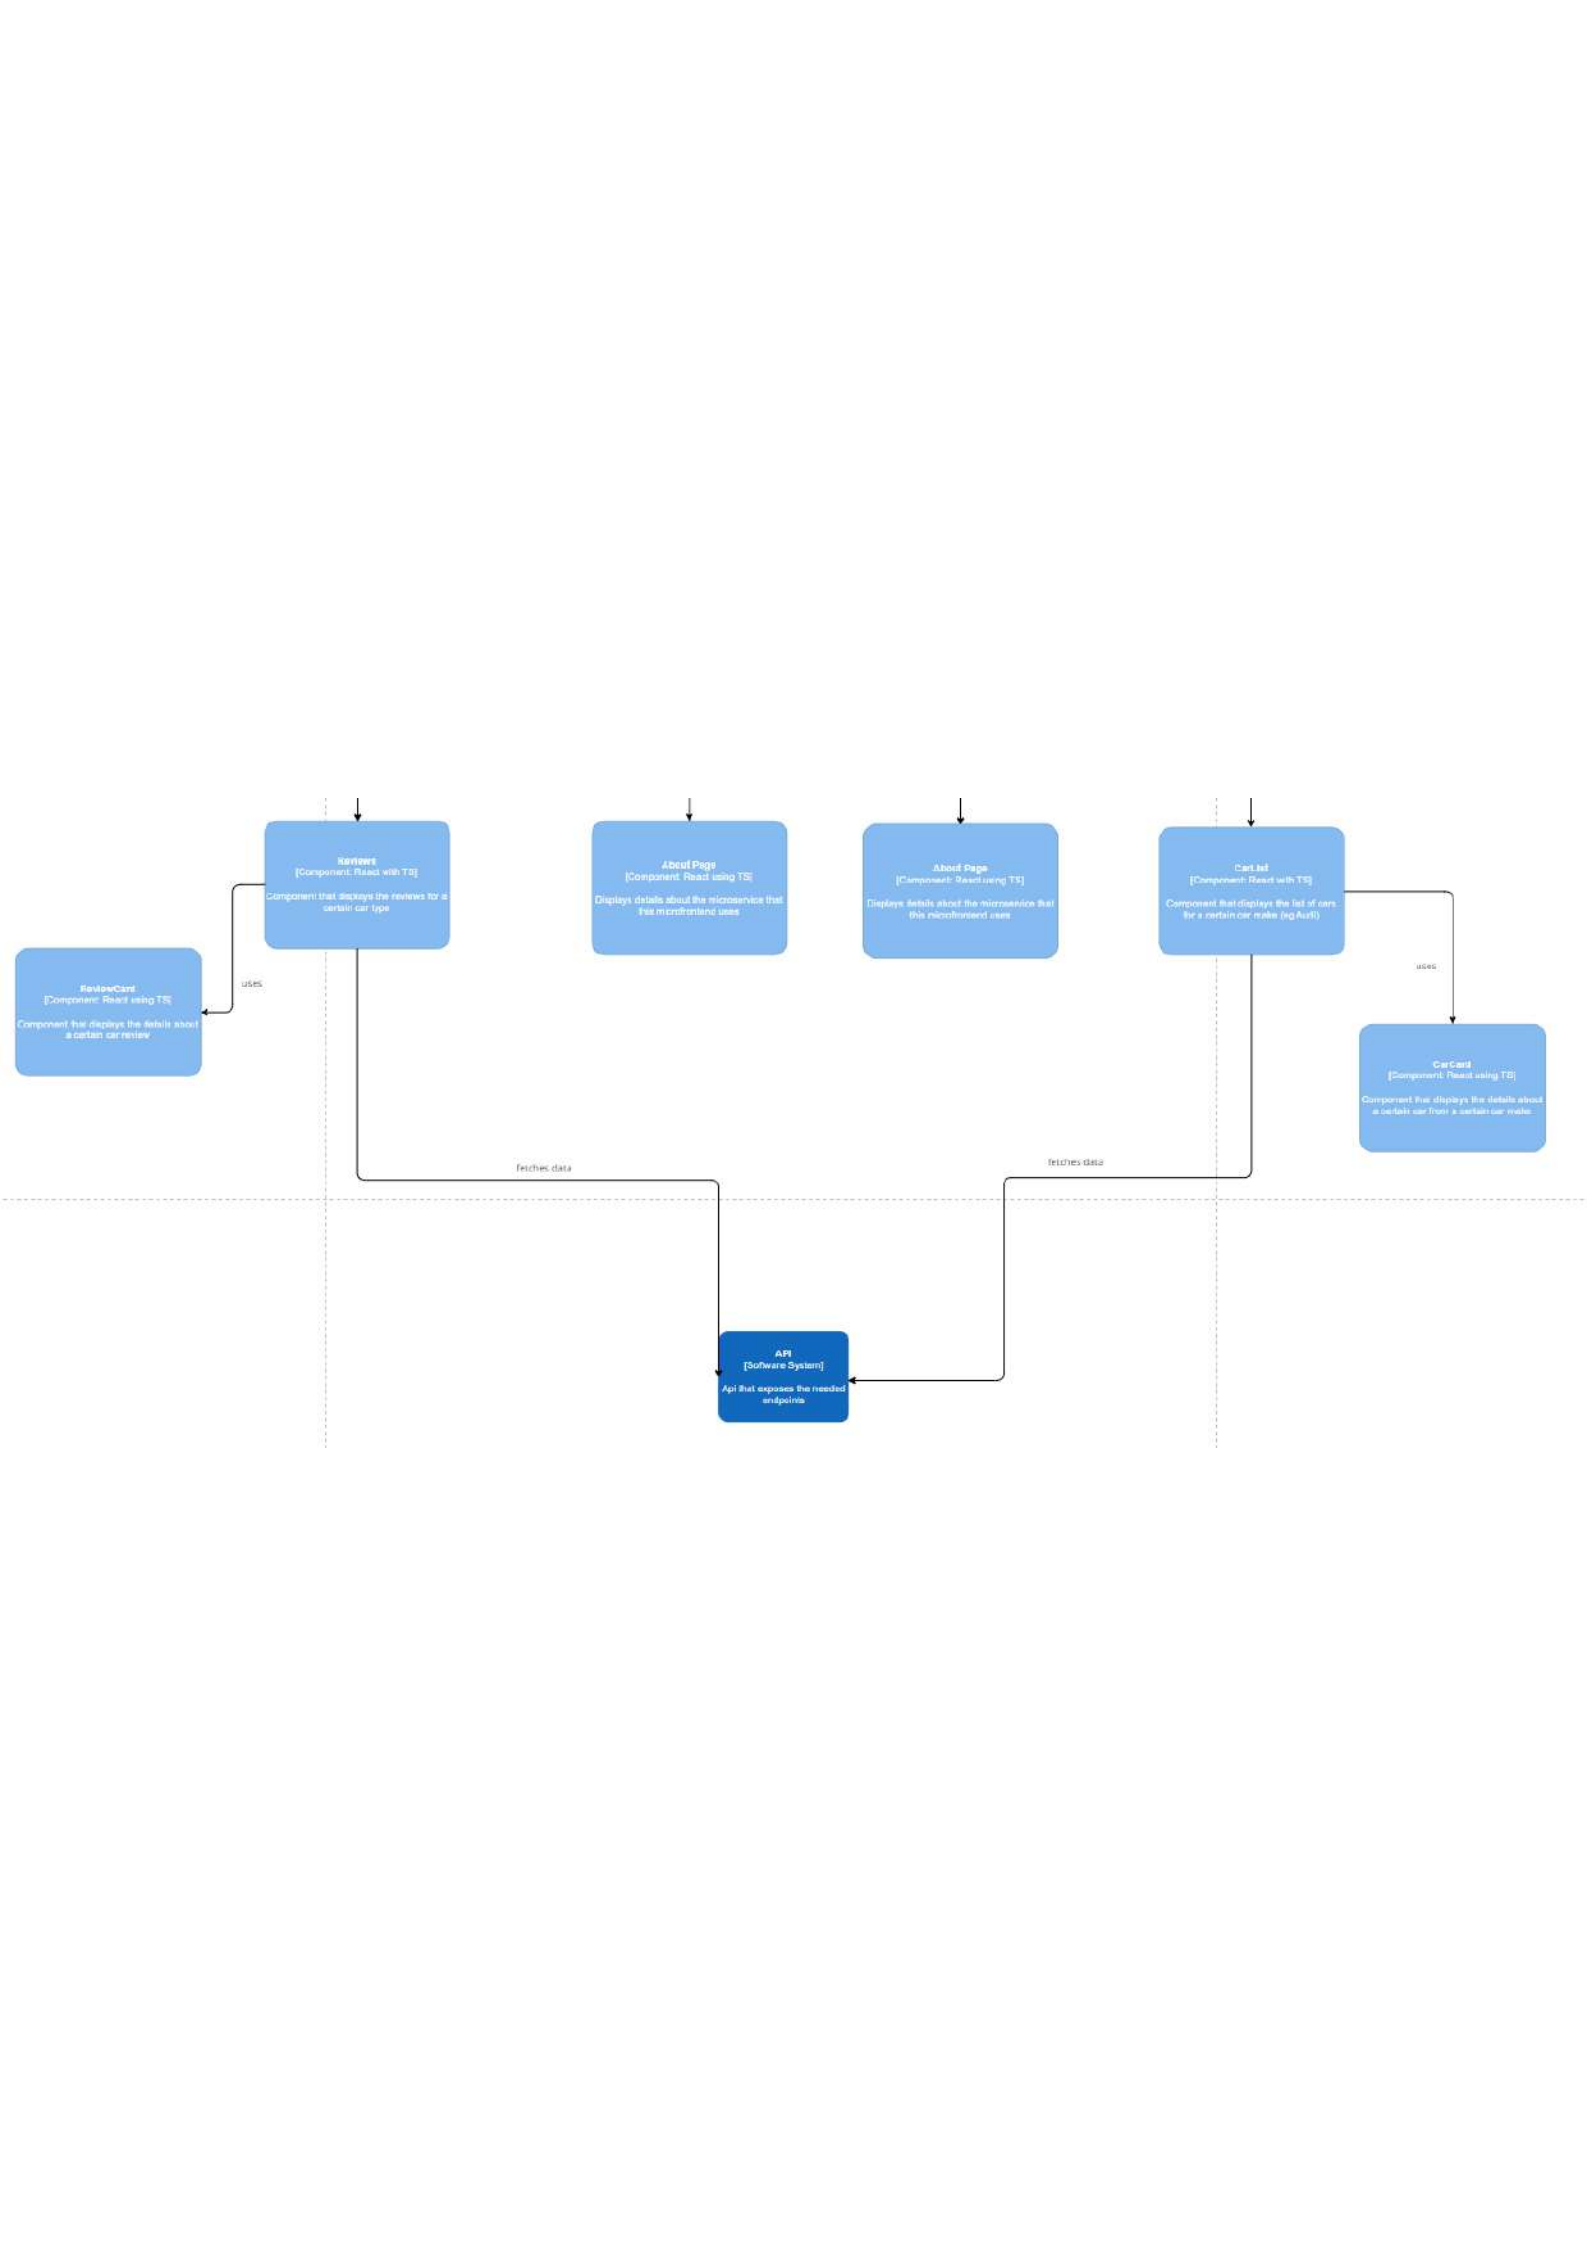 Reviews
[Component: React with TS]
Component that displays the reviews for a
certain car type
About Page
[Component: React using TS]
Displays details about the microservice that
this microfrontend uses
About Page
[Component: React using TS]
Displays details about the microservice that
this microfrontend uses
CarList
[Component: React with TS]
Component that displays the list of cars
for a certain car make (eg Audi)
uses
ReviewCard
[Component: React using TS]
Component that displays the details about
a certain car review
uses
CarCard
[Component: React using TS]
Component that displays the details about
a certain car from a certain car make
fetches data
fetches data
API
[Software System]
Api that exposes the needed
endpoints